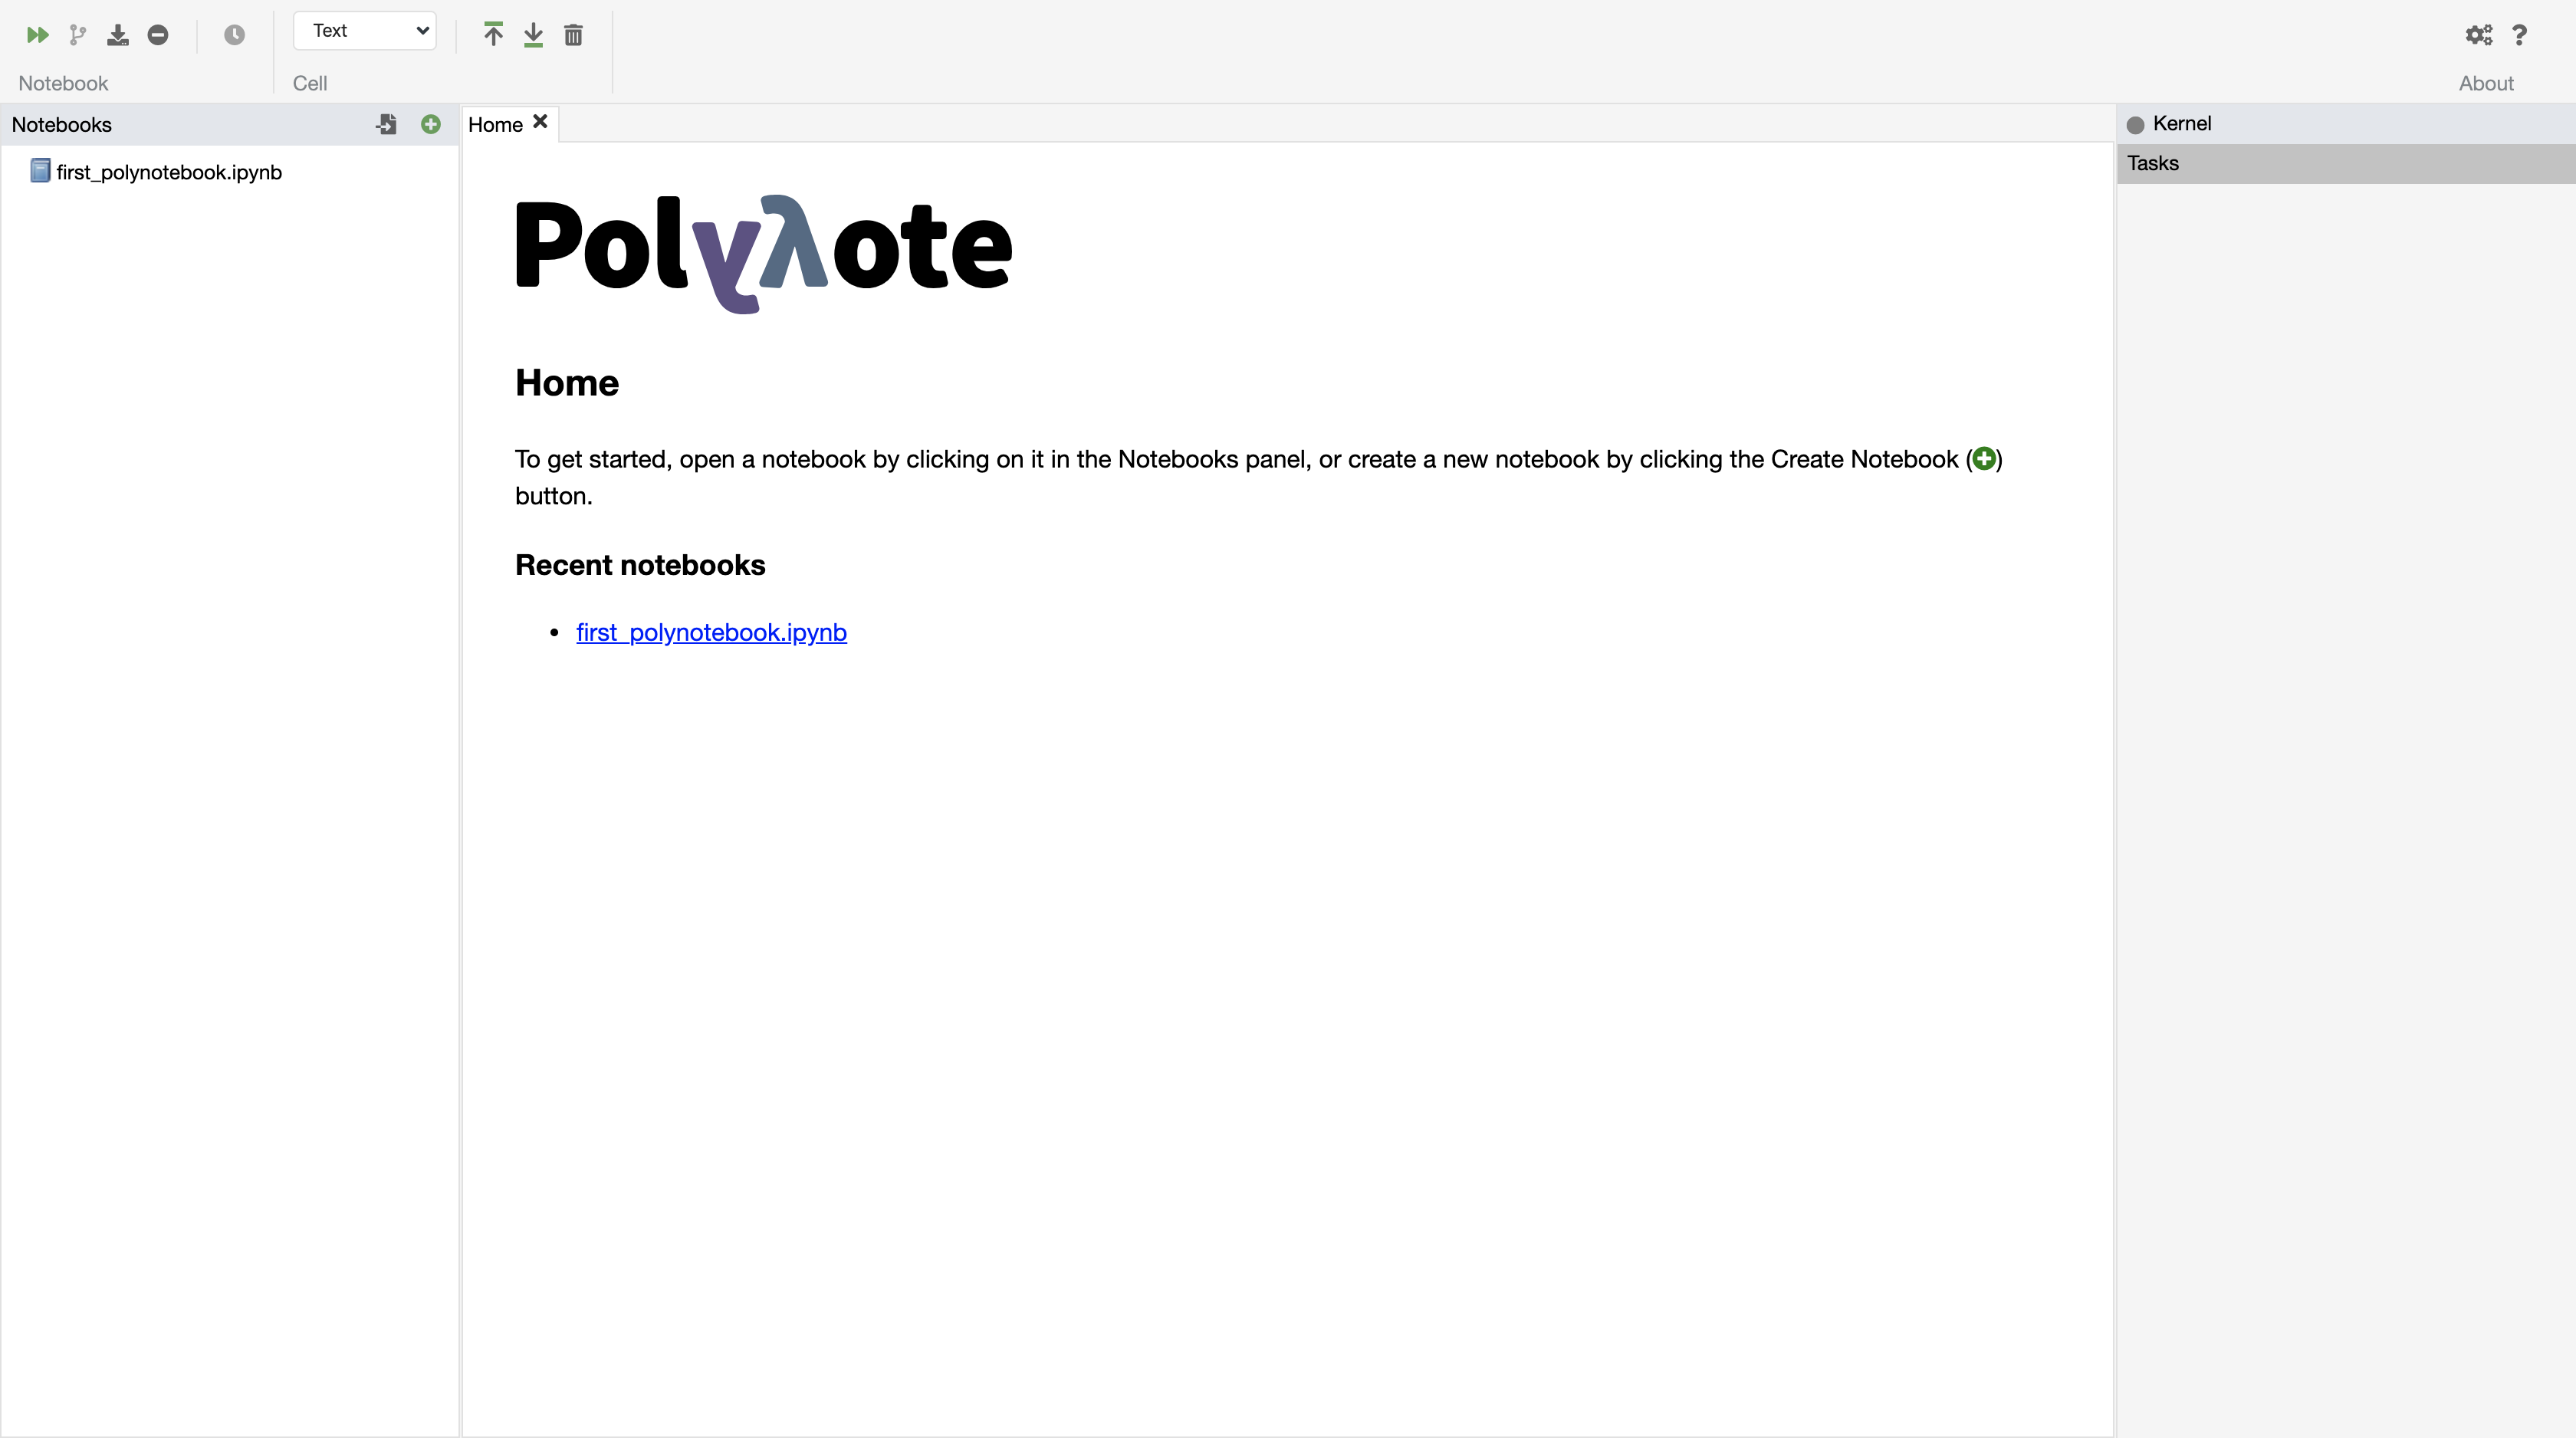 Text
Notebook
Cell
About
Notebooks
Home
Kernel
first_polynotebook.ipynb
Tasks
Polyλote
Home
To get started, open a notebook by clicking on it in the Notebooks panel, or create a new notebook by clicking the Create Notebook ( )
button.
Recent notebooks
first_polynotebook.ipynb